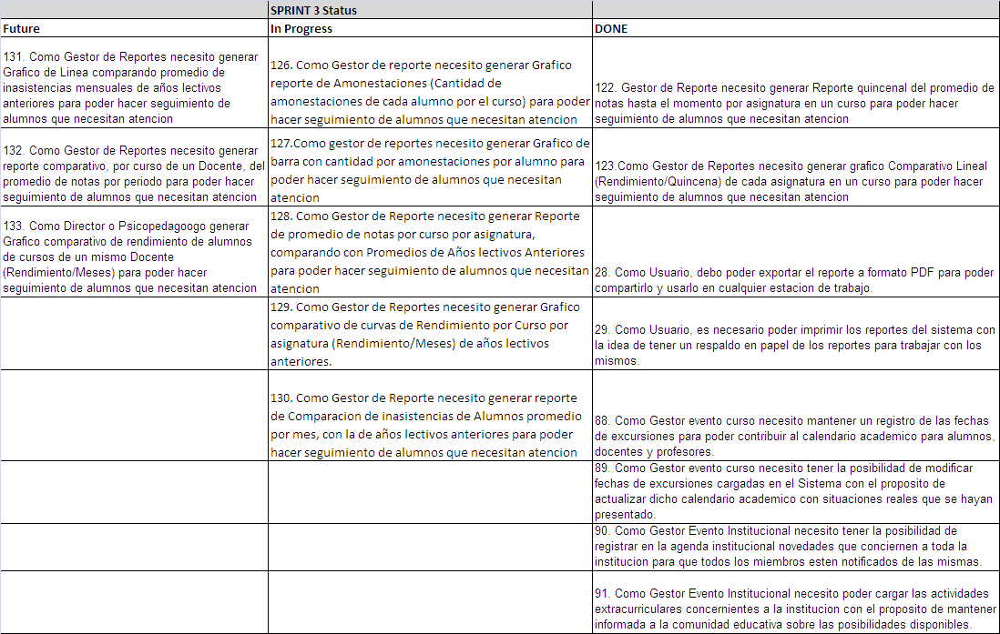 SPRINT 3 Status
Future
In Progress
DONE
131. Como Gestor de Reportes necesito generar
Grafico de Linea comparando promedio de
inasistencias mensuales de años lectivos
anteriores para poder hacer seguimiento de
alumnos que necesitan atencion
126. Como Gestor de reporte necesito generar Grafico
reporte de Amonestaciones (Cantidad de
amonestaciones de cada alumno por el curso) para poder
hacer seguimiento de alumnos que necesitan atencion
122. Gestor de Reporte necesito generar Reporte quincenal del promedio de
notas hasta el momento por asignatura en un curso para poder hacer
seguimiento de alumnos que necesitan atencion
132. Como Gestor de Reportes necesito generar
reporte comparativo, por curso de un Docente, del
promedio de notas por periodo para poder hacer
seguimiento de alumnos que necesitan atencion
127.Como gestor de reportes necesito generar Grafico de
barra con cantidad por amonestaciones por alumno para
poder hacer seguimiento de alumnos que necesitan
atencion
123.Como Gestor de Reportes necesito generar grafico Comparativo Lineal
(Rendimiento/Quincena) de cada asignatura en un curso para poder hacer
seguimiento de alumnos que necesitan atencion
133. Como Director o Psicopedagoogo generar
Grafico comparativo de rendimiento de alumnos
de cursos de un mismo Docente
(Rendimiento/Meses) para poder hacer
seguimiento de alumnos que necesitan atencion
128. Como Gestor de Reporte necesito generar Reporte
de promedio de notas por curso por asignatura,
comparando con Promedios de Años lectivos Anteriores
para poder hacer seguimiento de alumnos que necesitan
atencion
28. Como Usuario, debo poder exportar el reporte a formato PDF para poder
compartirlo y usarlo en cualquier estacion de trabajo.
129. Como Gestor de Reportes necesito generar Grafico
comparativo de curvas de Rendimiento por Curso por
asignatura (Rendimiento/Meses) de años lectivos
anteriores.
29. Como Usuario, es necesario poder imprimir los reportes del sistema con
la idea de tener un respaldo en papel de los reportes para trabajar con los
mismos.
130. Como Gestor de Reporte necesito generar reporte
de Comparacion de inasistencias de Alumnos promedio
por mes, con la de años lectivos anteriores para poder
hacer seguimiento de alumnos que necesitan atencion
88. Como Gestor evento curso necesito mantener un registro de las fechas
de excursiones para poder contribuir al calendario academico para alumnos,
docentes y profesores.
89. Como Gestor evento curso necesito tener la posibilidad de modificar
fechas de excursiones cargadas en el Sistema con el proposito de
actualizar dicho calendario academico con situaciones reales que se hayan
presentado.
90. Como Gestor Evento Institucional necesito tener la posibilidad de
registrar en la agenda institucional novedades que conciernen a toda la
institucion para que todos los miembros esten notificados de las mismas.
91. Como Gestor Evento Institucional necesito poder cargar las actividades
extracurriculares concernientes a la institucion con el proposito de mantener
informada a la comunidad educativa sobre las posibilidades disponibles.